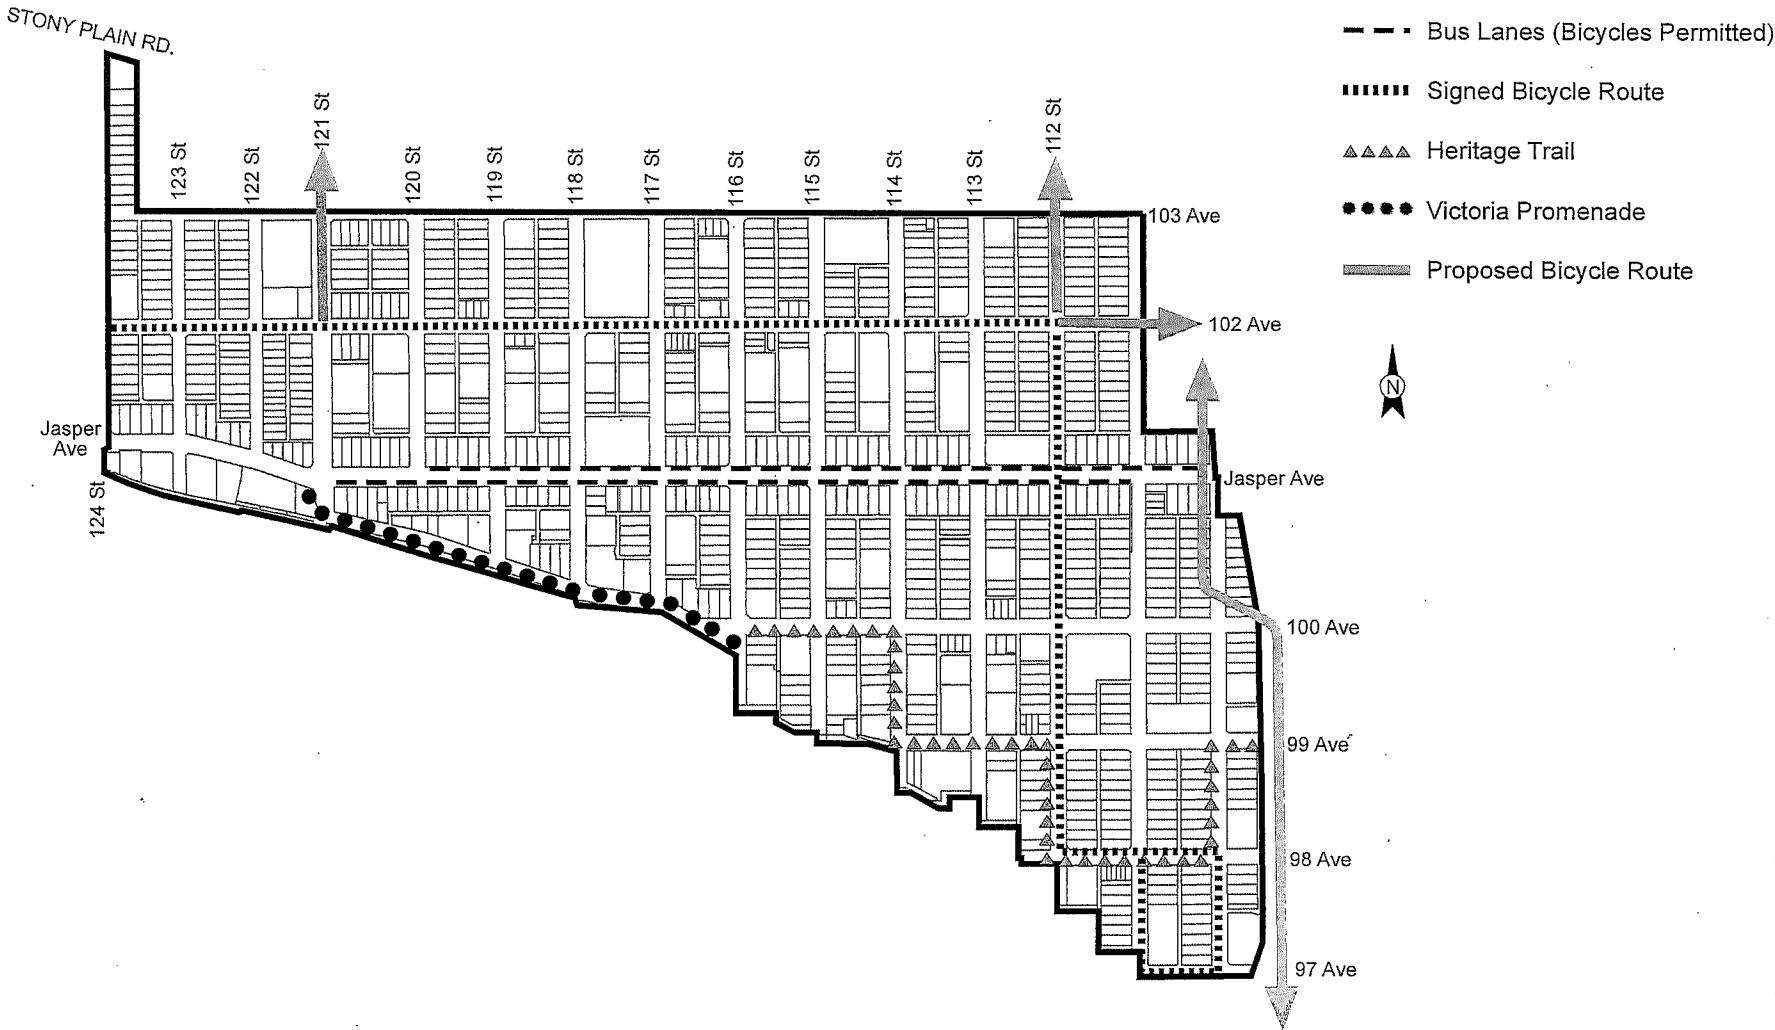 STONY PLAIN RD.
Bus Lanes (Bicycles Permitted)
Signed Bicycle Route
Heritage Trail
Victoria Promenade
Proposed Bicycle Route
123 St
122 St
121 St
120 St
119 St
118 St
117 St
116 St
115 St
114 St
113 St
112 St
103 Ave
102 Ave
N
Jasper
Ave
Jasper Ave
124 St
100 Ave
99 Ave
98 Ave
97 Ave